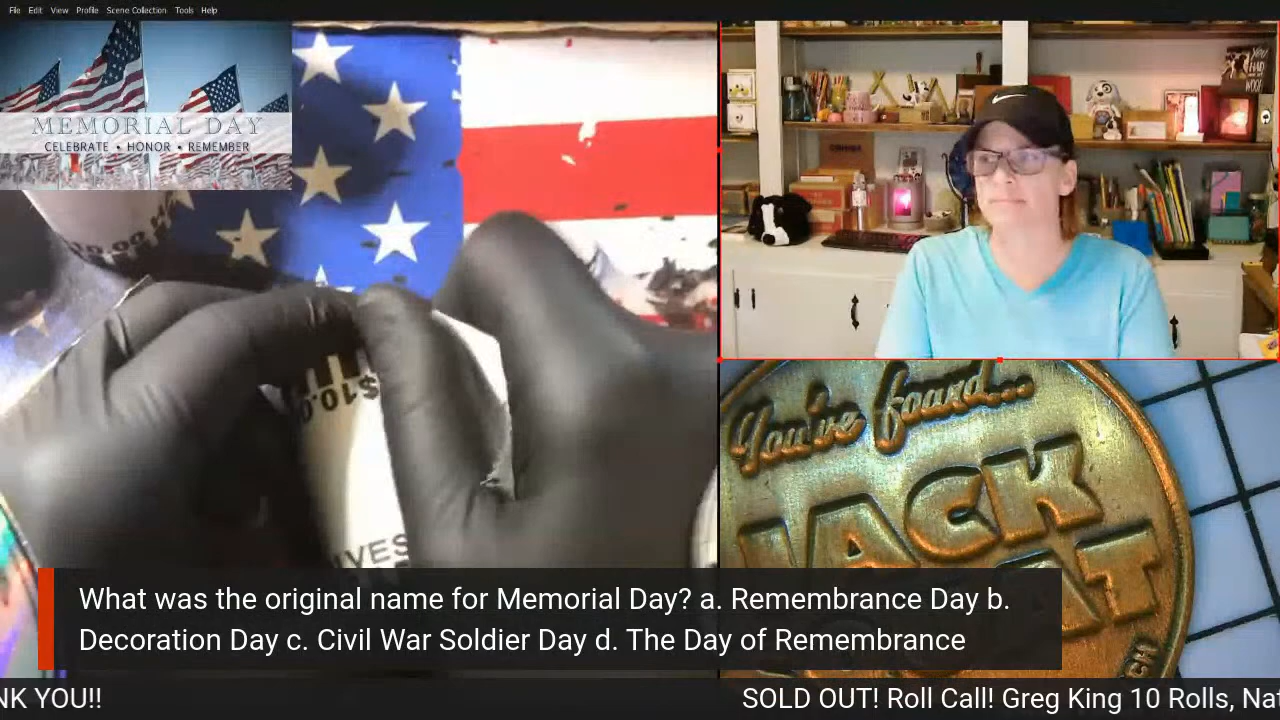 File Edit View Profile Scene Collection Tools Help
MEMORIAL DAY
CELEBRATE • HONOR • REMEMBER
$10.0
You've found...
JACK
What was the original name for Memorial Day? a. Remembrance Day b.
Decoration Day c. Civil War Soldier Day d. The Day of Remembrance
NK YOU!!
SOLD OUT! Roll Call! Greg King 10 Rolls, Nat